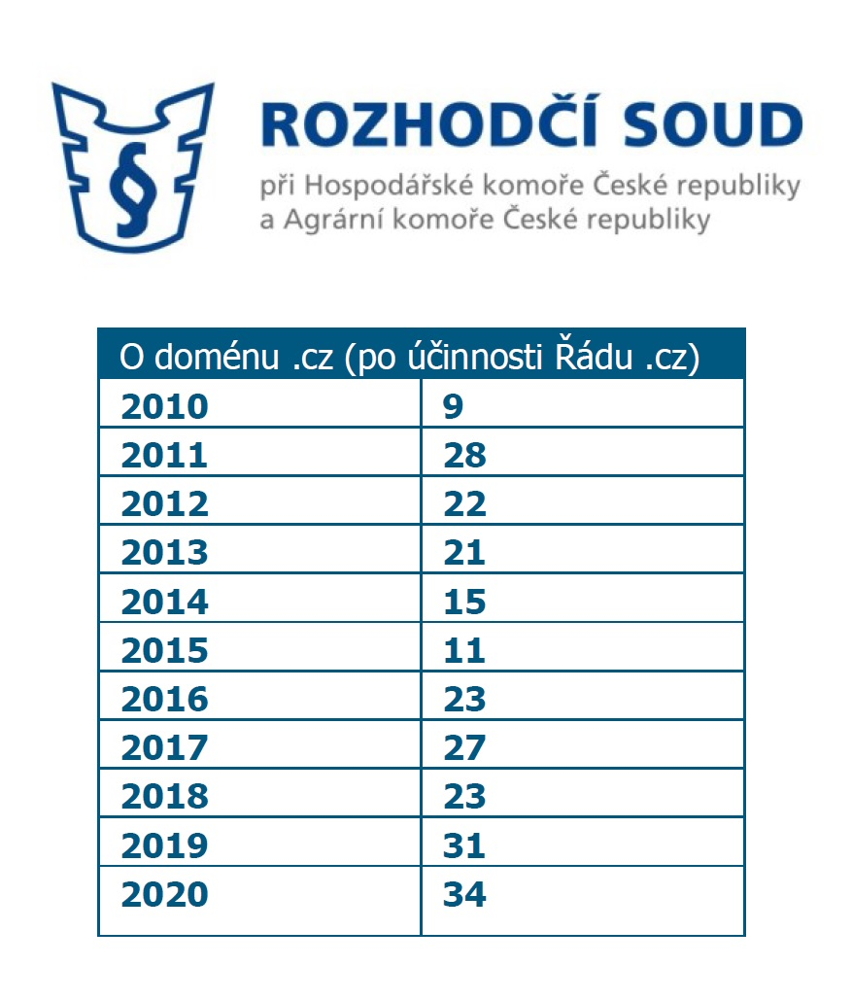 ROZHODČÍ SOUD
při Hospodářské komoře České republiky
a Agrární komoře České republiky
O doménu .cz (po účinnosti Řádu .cz)
2010 9
2011 28
2012 22
2013 21
2014 15
2015 11
2016 23
2017 27
2018 23
2019 31
2020 34